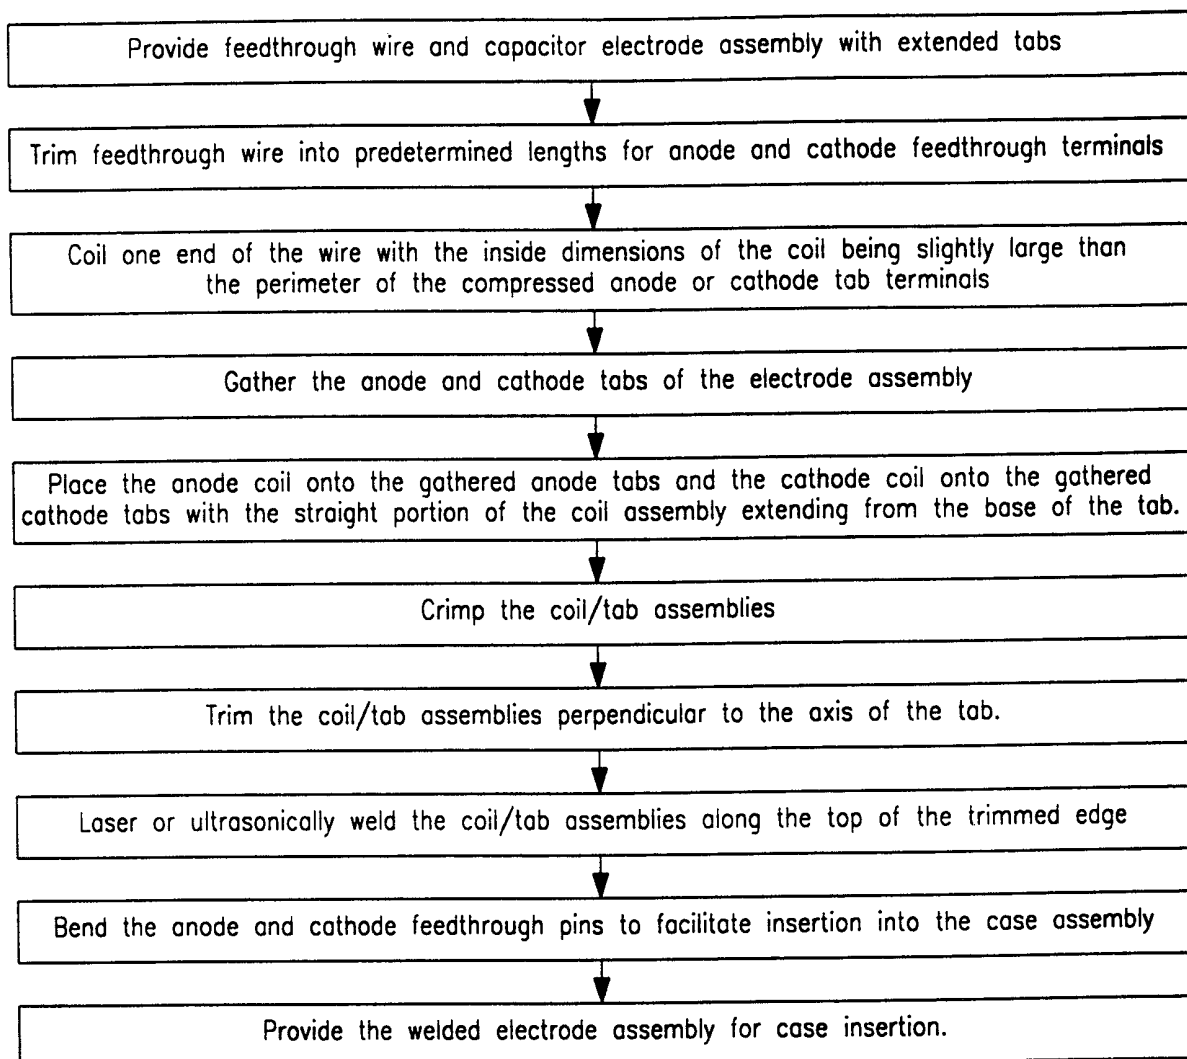 Provide feedthrough wire and capacitor electrode assembly with extended tabs
Trim feedthrough wire into predetermined lengths for anode and cathode feedthrough terminals
Coil one end of the wire with the inside dimensions of the coil being slightly large than
the perimeter of the compressed anode or cathode tab terminals
Gather the anode and cathode tabs of the electrode assembly
Place the anode coil onto the gathered anode tabs and the cathode coil onto the gathered
cathode tabs with the straight portion of the coil assembly extending from the base of the tab.
Crimp the coil/tab assemblies
Trim the coil/tab assemblies perpendicular to the axis of the tab.
Laser or ultrasonically weld the coil/tab assemblies along the top of the trimmed edge
Bend the anode and cathode feedthrough pins to facilitate insertion into the case assembly
Provide the welded electrode assembly for case insertion.